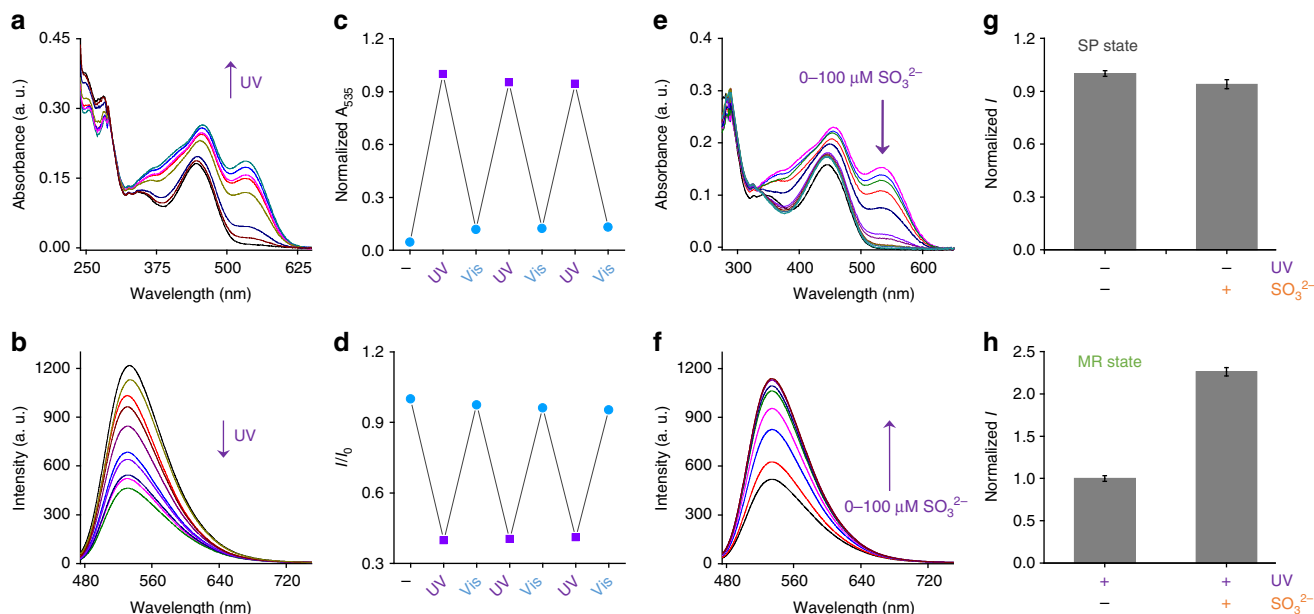 a
0.45
0.30
0.15
0.00
Absorbance (a. u.)
UV
250
375
500
625
Wavelength (nm)
c
1.2
0.9
0.6
0.3
0.0
Normalized A535
–
UV
Vis
UV
Vis
UV
Vis
e
0.4
0.3
0.2
0.1
0.0
Absorbance (a. u.)
0–100 μM SO₃²⁻
300
400
500
600
Wavelength (nm)
g
1.2
0.9
0.6
0.3
0.0
Normalized I
SP state
– – UV
– + SO₃²⁻
b
1200
900
600
300
0
Intensity (a. u.)
UV
480
560
640
720
Wavelength (nm)
d
1.2
0.9
0.6
0.3
I/I₀
–
UV
Vis
UV
Vis
UV
Vis
f
1200
900
600
300
0
Intensity (a. u.)
0–100 μM SO₃²⁻
480
560
640
720
Wavelength (nm)
h
2.5
2.0
1.5
1.0
0.5
0.0
Normalized I
MR state
+ + UV
– + SO₃²⁻